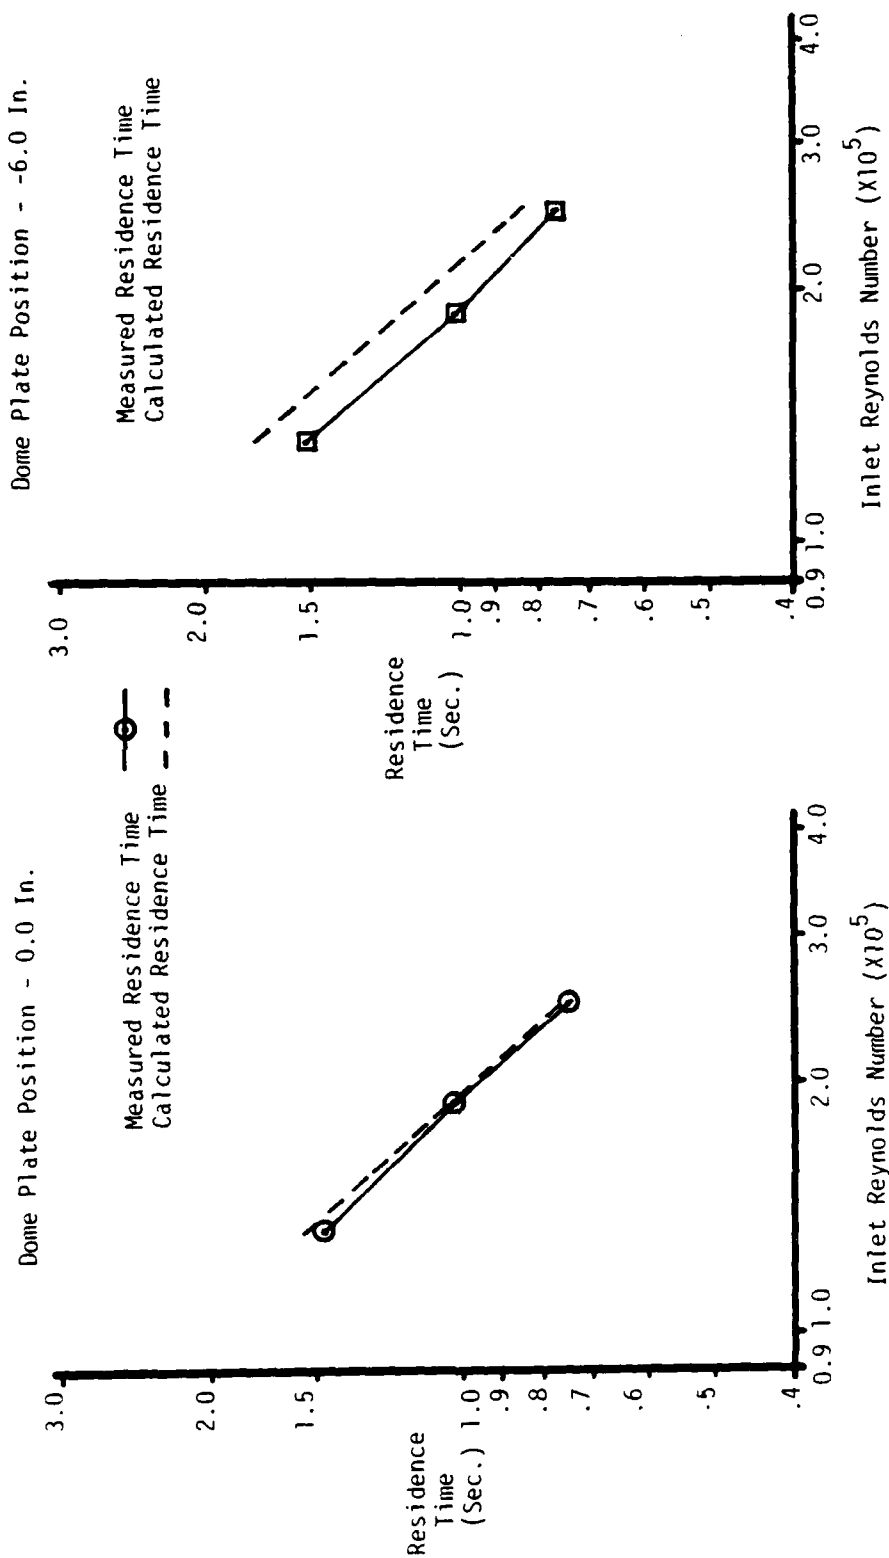 Dome Plate Position - 0.0 In.
Measured Residence Time
Calculated Residence Time
3.0
2.0
1.5
1.0
.9
.8
.7
.6
.5
.4
Residence
Time
(Sec.)
0.9 1.0 2.0 3.0 4.0
Inlet Reynolds Number (X10^5)
Dome Plate Position - -6.0 In.
Measured Residence Time
Calculated Residence Time
3.0
2.0
1.5
1.0
.9
.8
.7
.6
.5
.4
Residence
Time
(Sec.)
0.9 1.0 2.0 3.0 4.0
Inlet Reynolds Number (X10^5)